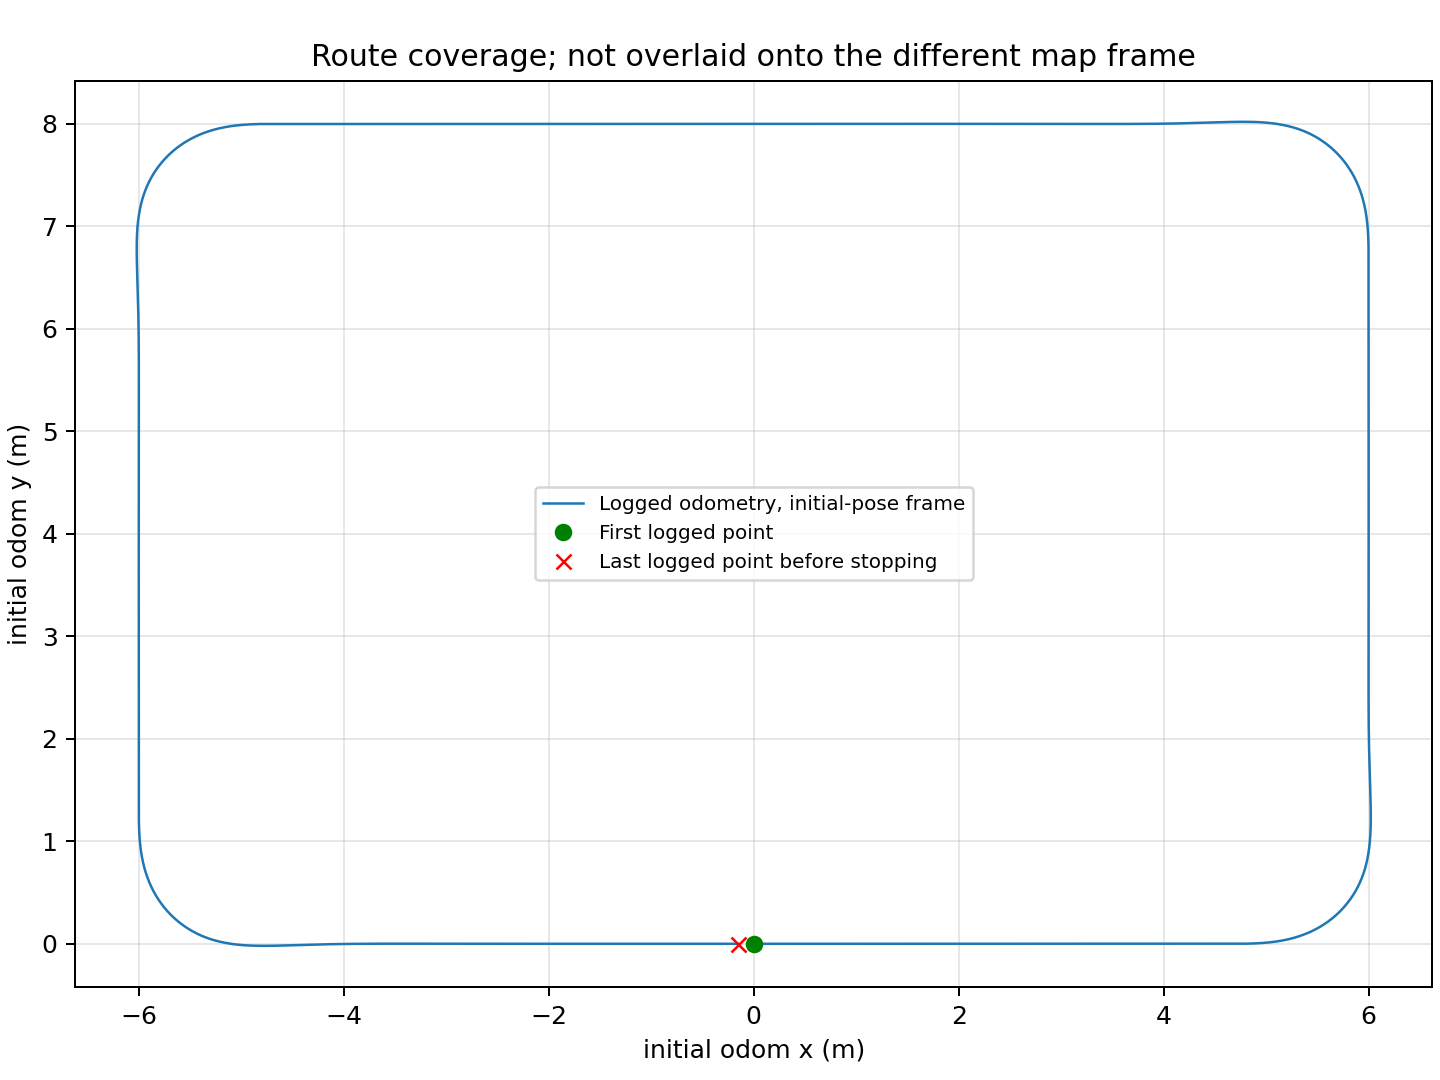 Route coverage; not overlaid onto the different map frame
8
7
6
5
4
3
2
1
0
initial odom y (m)
Logged odometry, initial-pose frame
First logged point
Last logged point before stopping
−6
−4
−2
0
2
4
6
initial odom x (m)